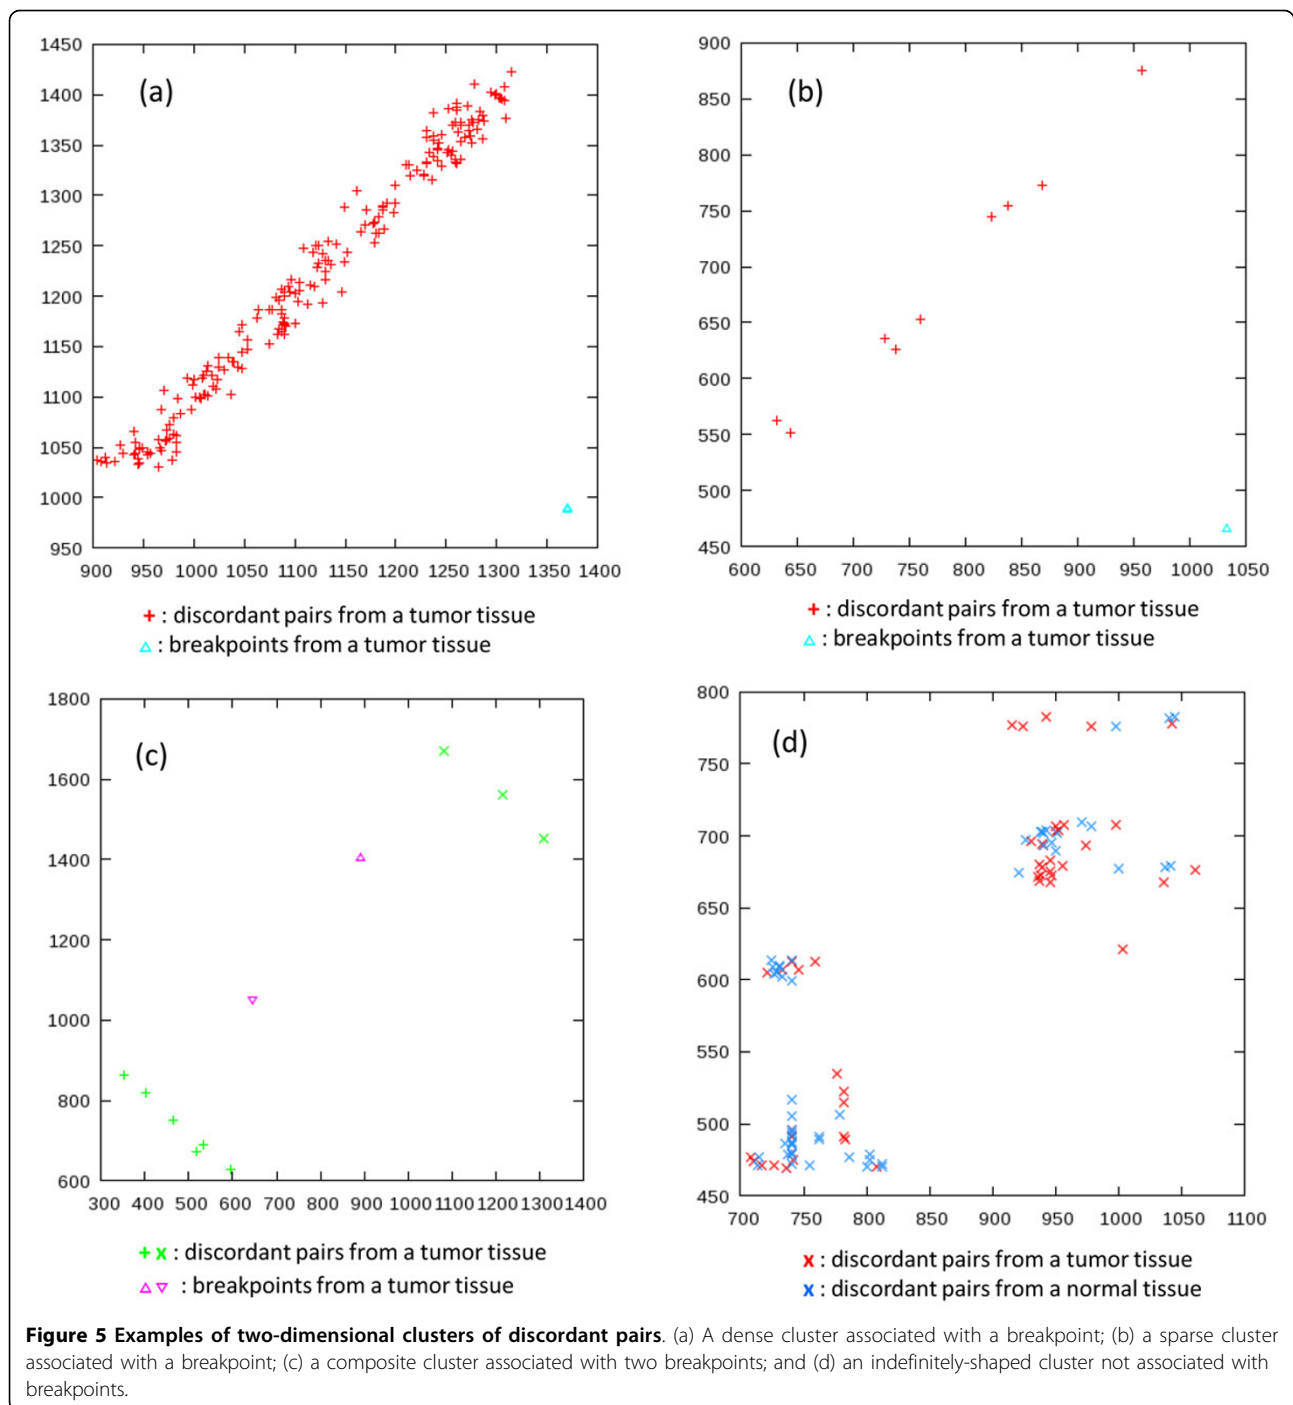 1450
1400
1350
1300
1250
1200
1150
1100
1050
1000
950
(a)
900 950 1000 1050 1100 1150 1200 1250 1300 1350 1400
+ : discordant pairs from a tumor tissue
△ : breakpoints from a tumor tissue
900
850
800
750
700
650
600
550
500
450
(b)
600 650 700 750 800 850 900 950 1000 1050
+ : discordant pairs from a tumor tissue
△ : breakpoints from a tumor tissue
1800
1600
1400
1200
1000
800
600
(c)
300 400 500 600 700 800 900 1000 1100 1200 1300 1400
+ x : discordant pairs from a tumor tissue
△ ▽ : breakpoints from a tumor tissue
800
750
700
650
600
550
500
450
(d)
700 750 800 850 900 950 1000 1050 1100
x : discordant pairs from a tumor tissue
x : discordant pairs from a normal tissue
Figure 5 Examples of two-dimensional clusters of discordant pairs. (a) A dense cluster associated with a breakpoint; (b) a sparse cluster
associated with a breakpoint; (c) a composite cluster associated with two breakpoints; and (d) an indefinitely-shaped cluster not associated with
breakpoints.